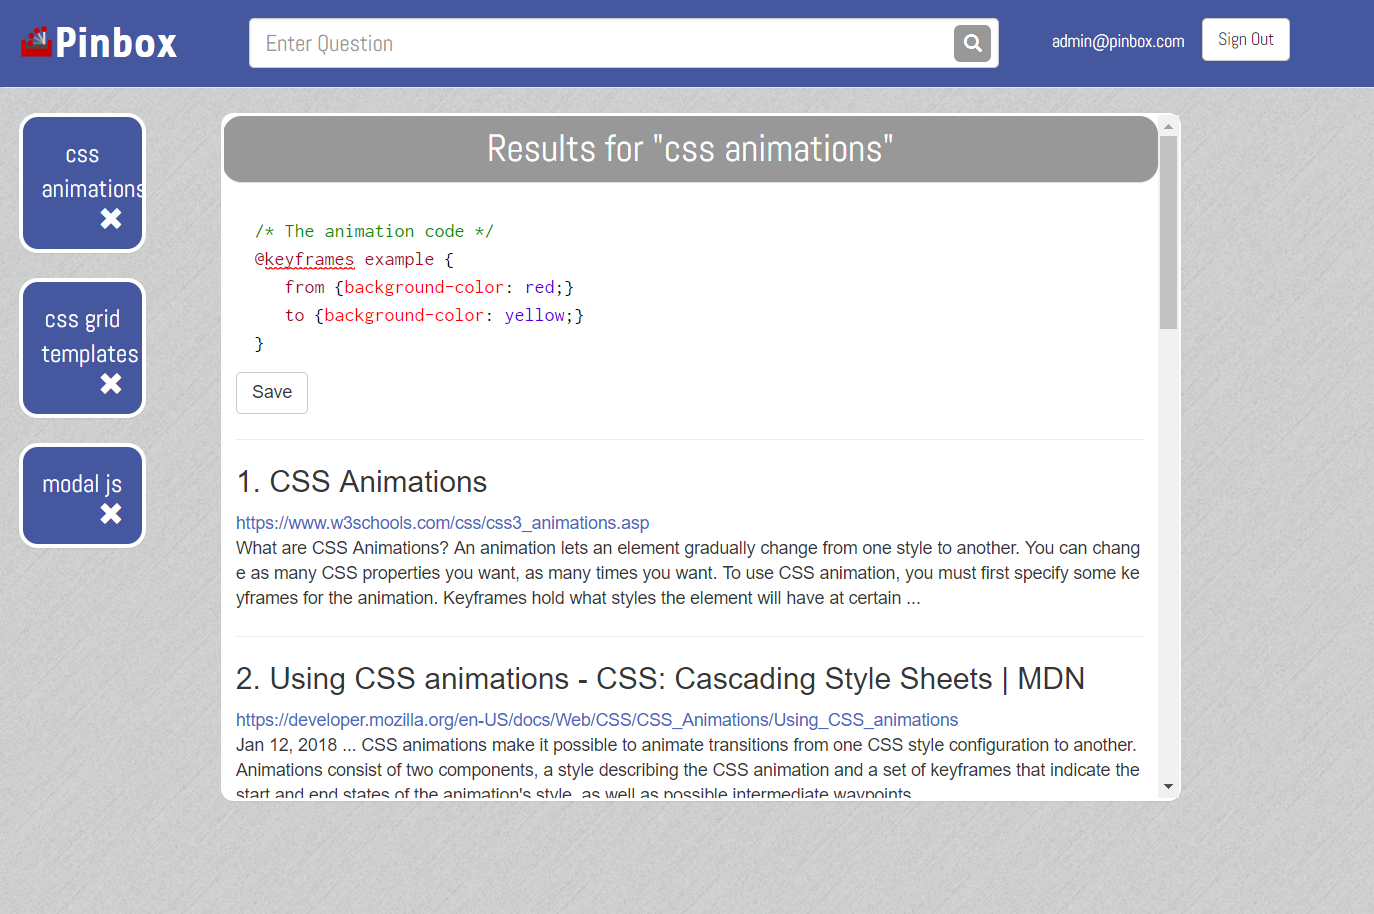 Pinbox
Enter Question
admin@pinbox.com
Sign Out
css
animations
css grid
templates
modal js
Results for "css animations"
/* The animation code */
@keyframes example {
from {background-color: red;}
to {background-color: yellow;}
}
Save
1. CSS Animations
https://www.w3schools.com/css/css3_animations.asp
What are CSS Animations? An animation lets an element gradually change from one style to another. You can chang
e as many CSS properties you want, as many times you want. To use CSS animation, you must first specify some ke
yframes for the animation. Keyframes hold what styles the element will have at certain ...
2. Using CSS animations - CSS: Cascading Style Sheets | MDN
https://developer.mozilla.org/en-US/docs/Web/CSS/CSS_Animations/Using_CSS_animations
Jan 12, 2018 ... CSS animations make it possible to animate transitions from one CSS style configuration to another.
Animations consist of two components, a style describing the CSS animation and a set of keyframes that indicate the
start and end states of the animation's style, as well as possible intermediate waypoints